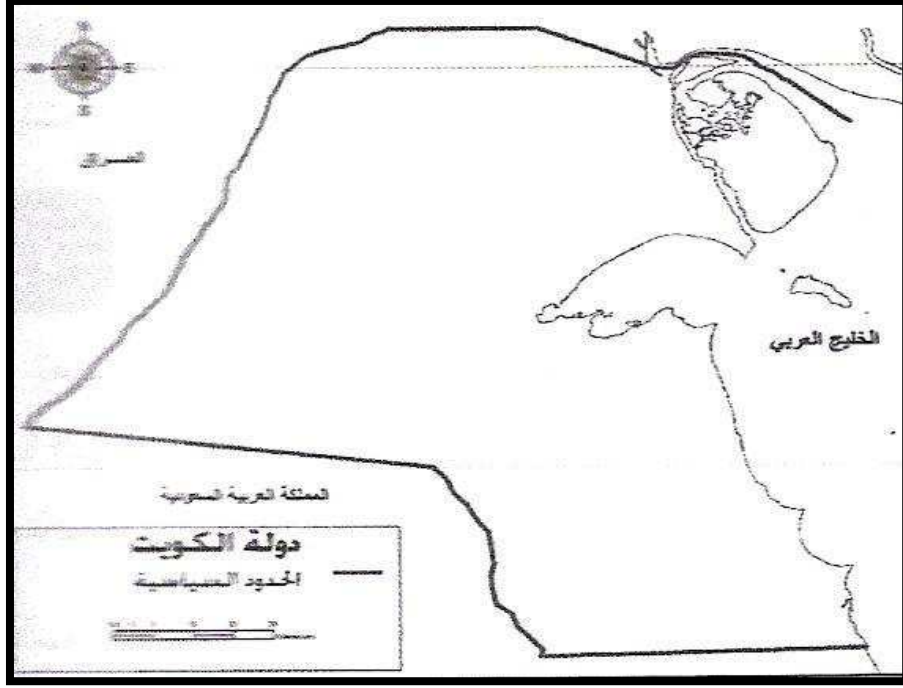 العراق
الخليج العربي
المملكة العربية السعودية
دولة الكويت
الحدود السياسية